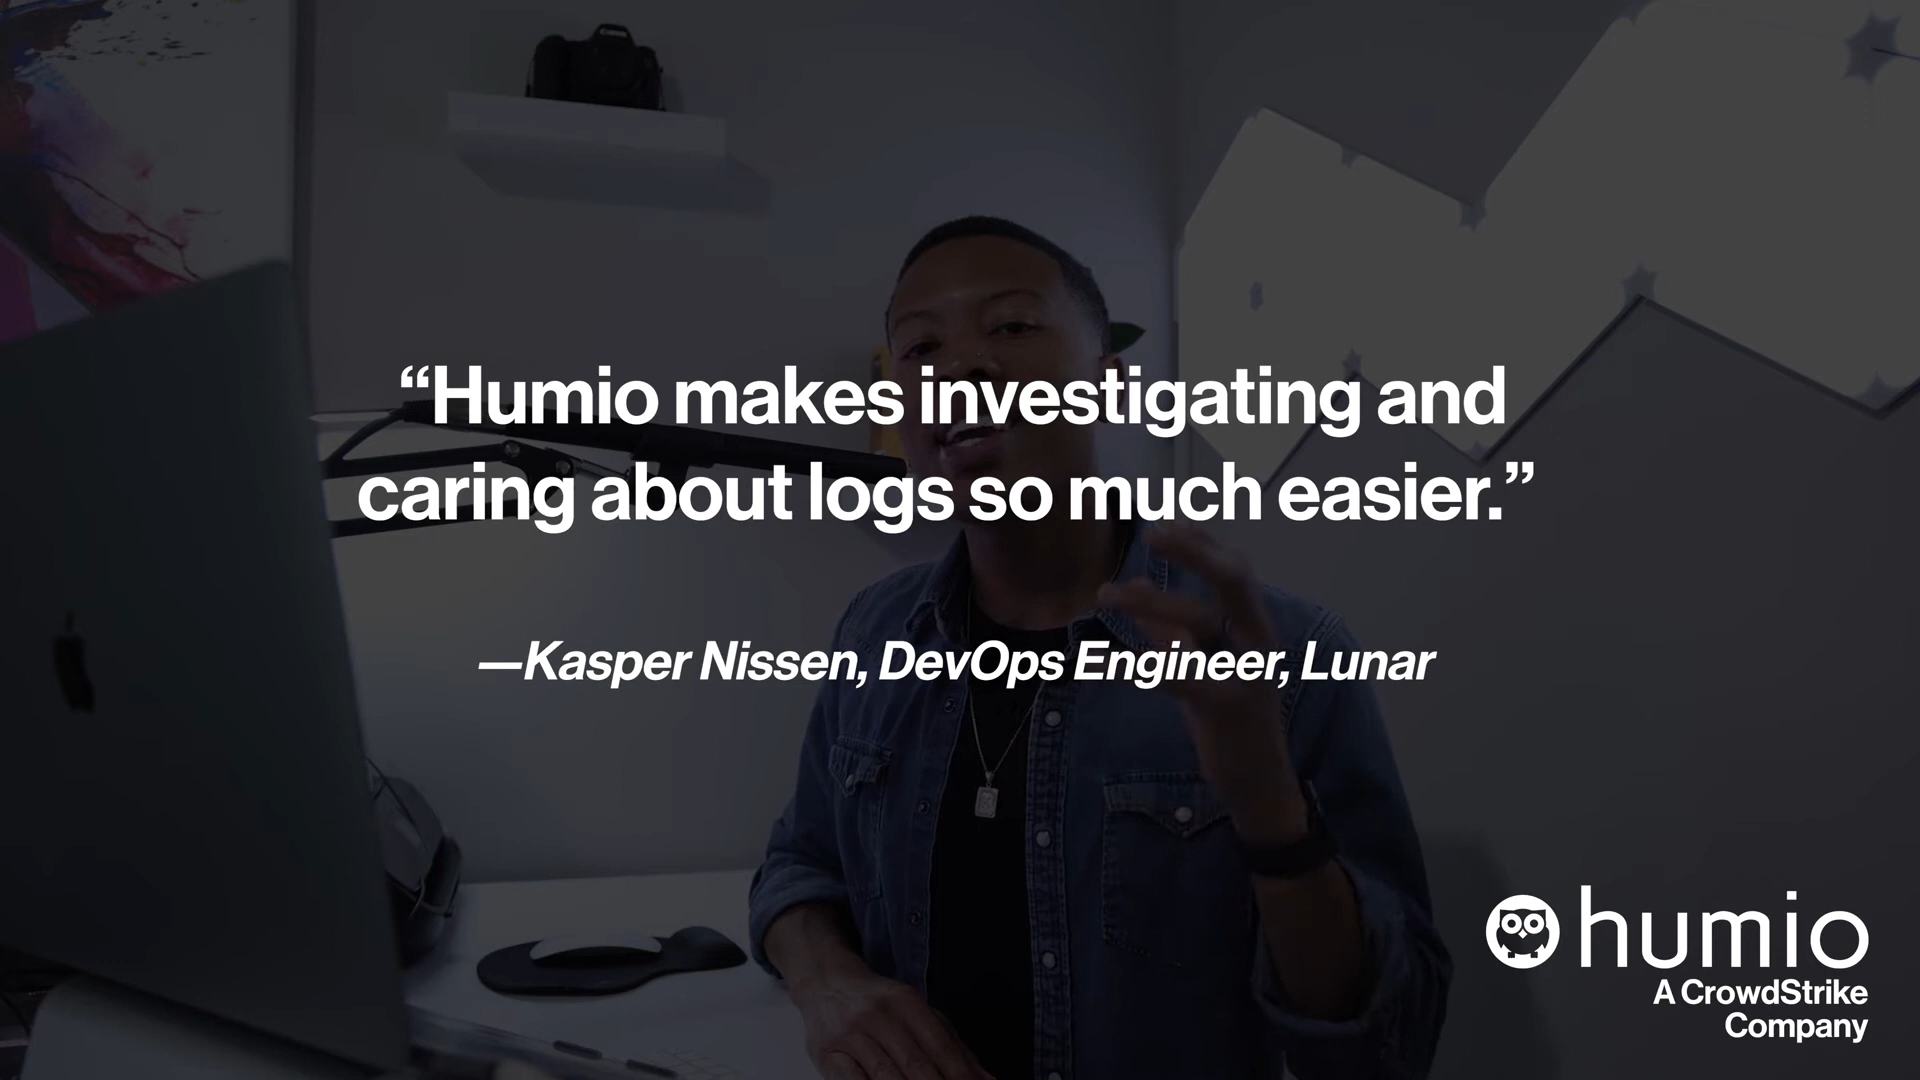 “Humio makes investigating and
caring about logs so much easier.”
—Kasper Nissen, DevOps Engineer, Lunar
humio
A CrowdStrike
Company